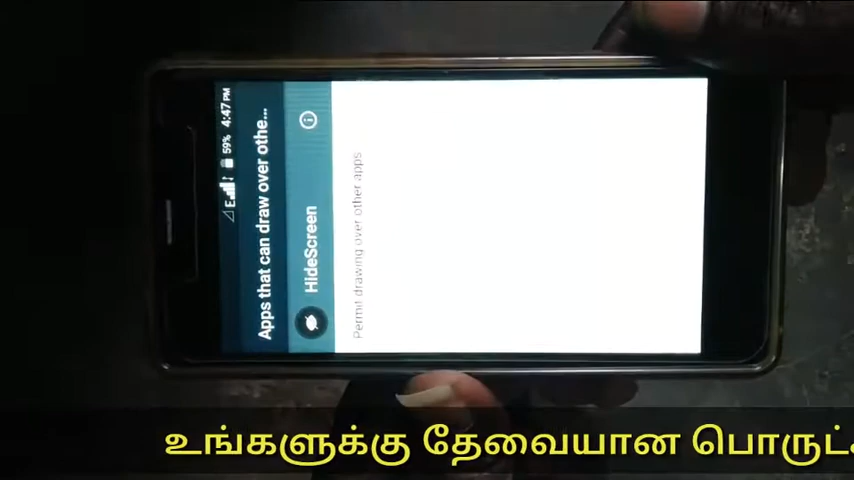 E 59% 4:47 PM
Apps that can draw over othe...
HideScreen
Permit drawing over other apps
உங்களுக்கு தேவையான